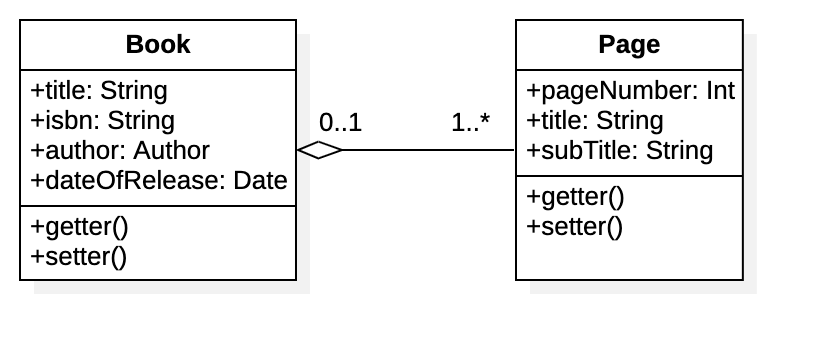 Book
+title: String
+isbn: String
+author: Author
+dateOfRelease: Date
+getter()
+setter()
0..1
1..*
Page
+pageNumber: Int
+title: String
+subTitle: String
+getter()
+setter()